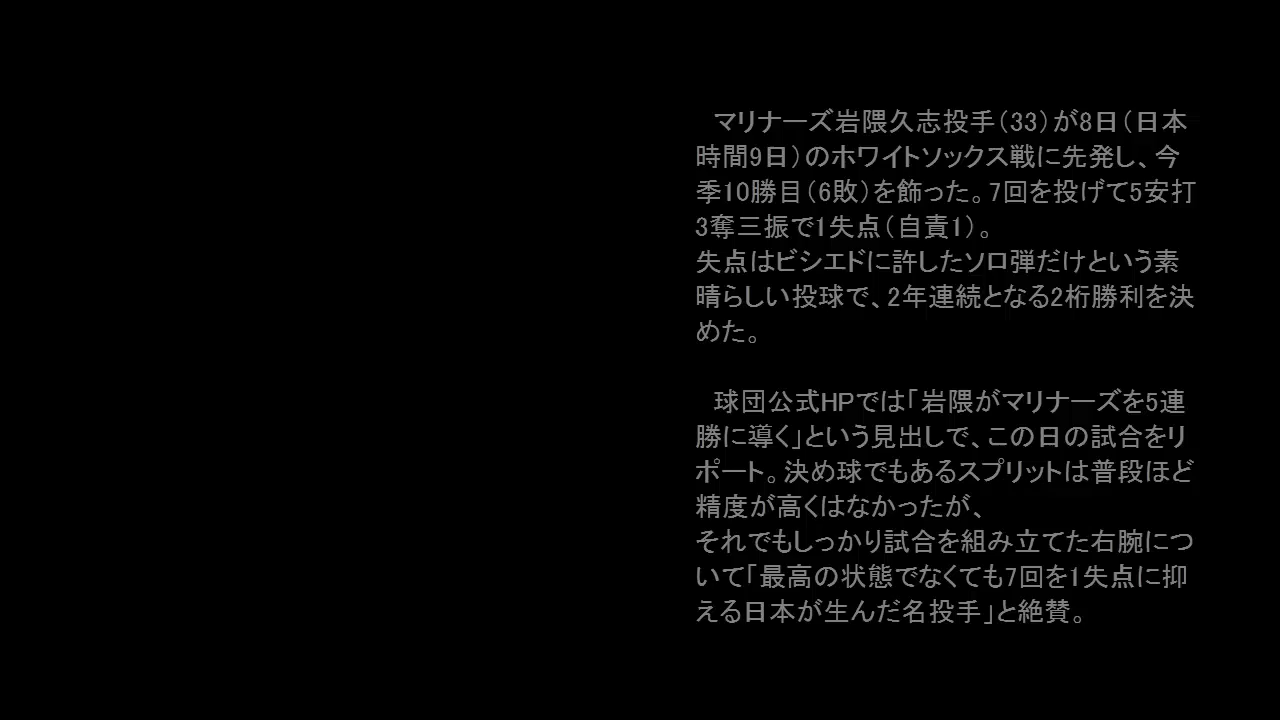 マリナーズ岩隈久志投手（33）が8日（日本
時間9日）のホワイトソックス戦に先発し、今
季10勝目（6敗）を飾った。7回を投げて5安打
3奪三振で1失点（自責1）。
失点はビシエドに許したソロ弾だけという素
晴らしい投球で、2年連続となる2桁勝利を決
めた。
球団公式HPでは「岩隈がマリナーズを5連
勝に導く」という見出しで、この日の試合をリ
ポート。決め球でもあるスプリットは普段ほど
精度が高くはなかったが、
それでもしっかり試合を組み立てた右腕につ
いて「最高の状態でなくても7回を1失点に抑
える日本が生んだ名投手」と絶賛。